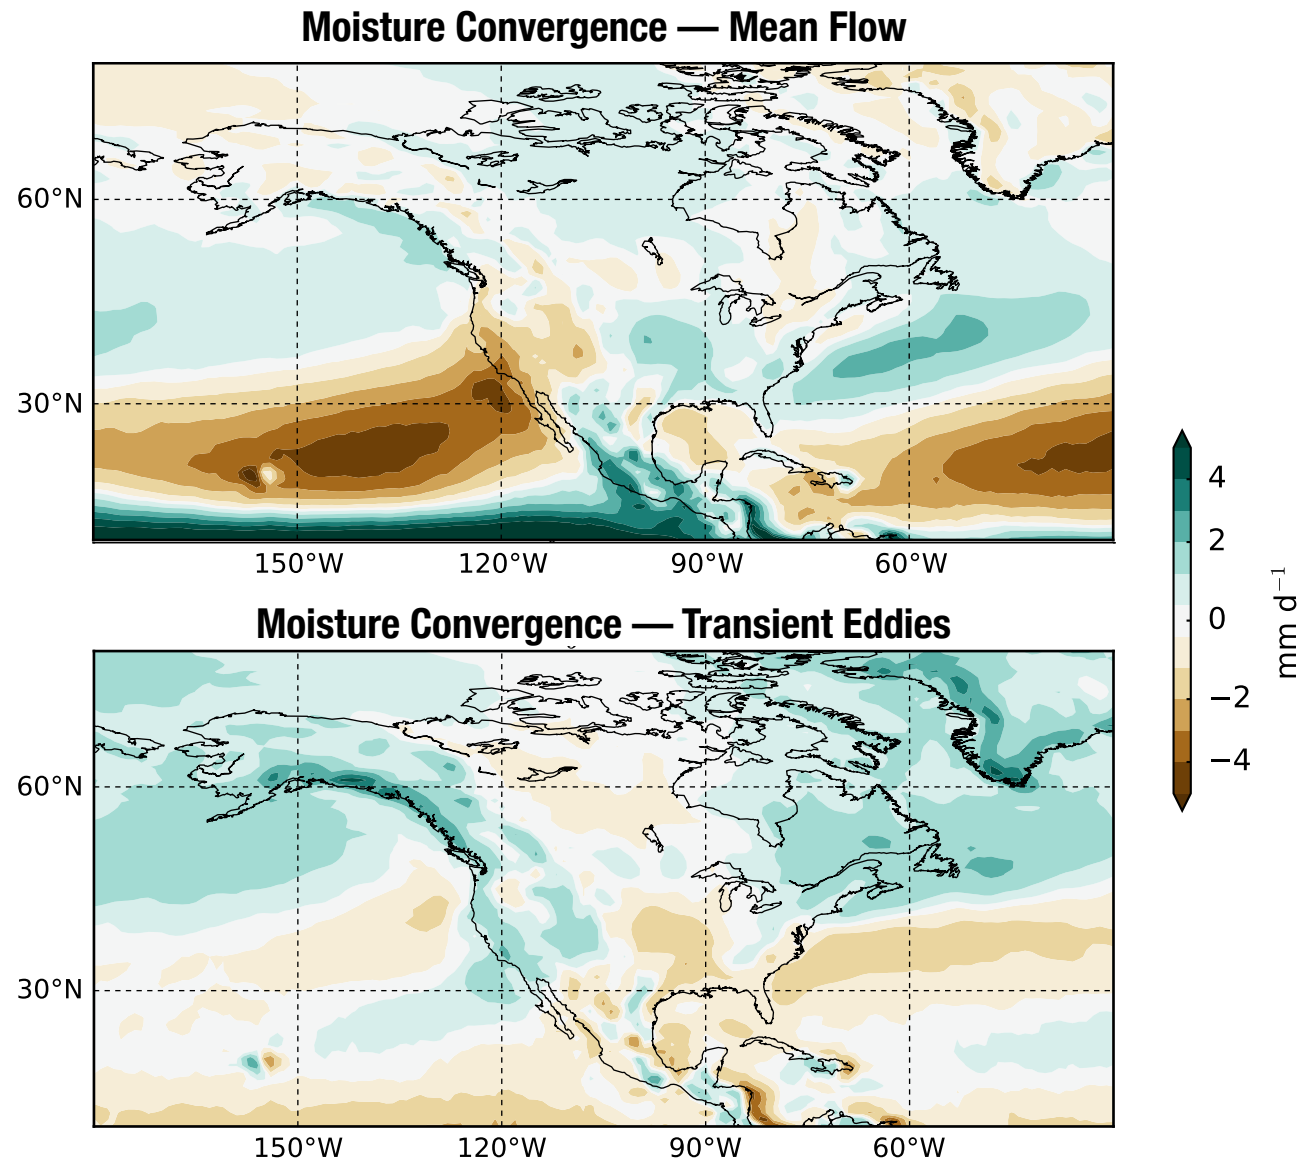 Moisture Convergence — Mean Flow
60°N
30°N
150°W 120°W 90°W 60°W
Moisture Convergence — Transient Eddies
60°N
30°N
150°W 120°W 90°W 60°W
4
2
0
−2
−4
mm d⁻¹